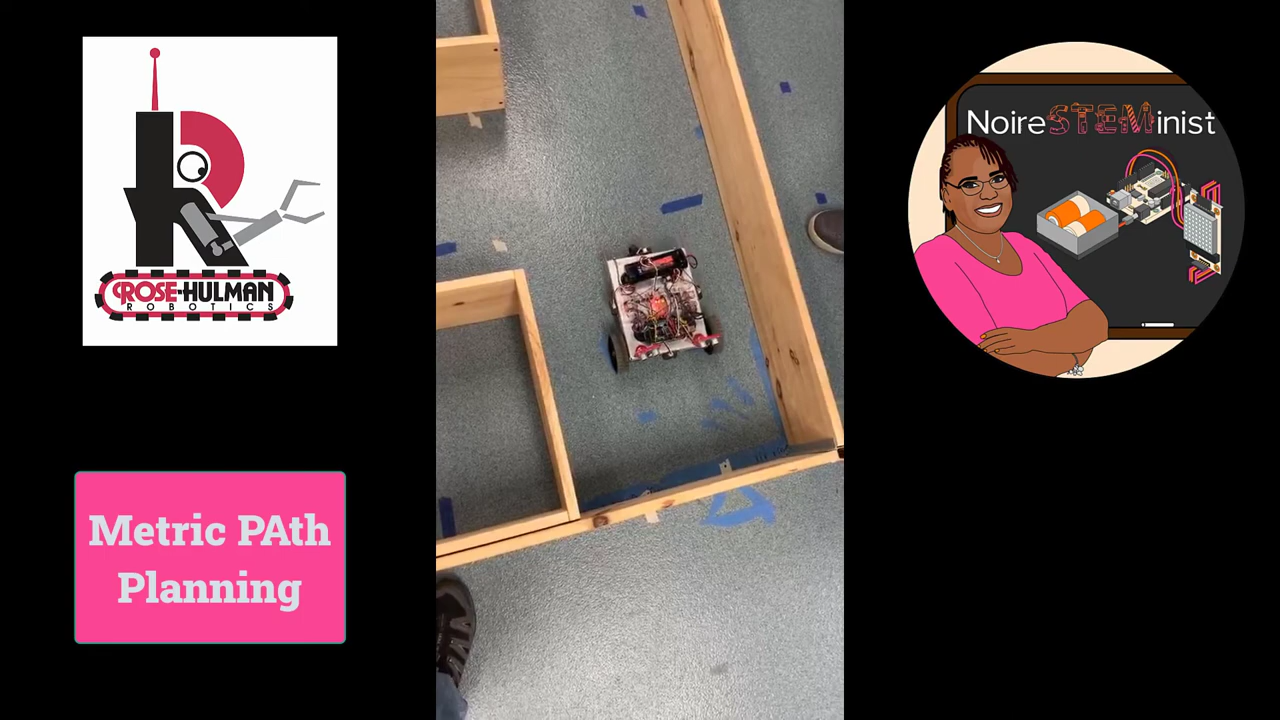 ROSE-HULMAN
ROBOTICS
NoireSTEMinist
Metric PAth
Planning